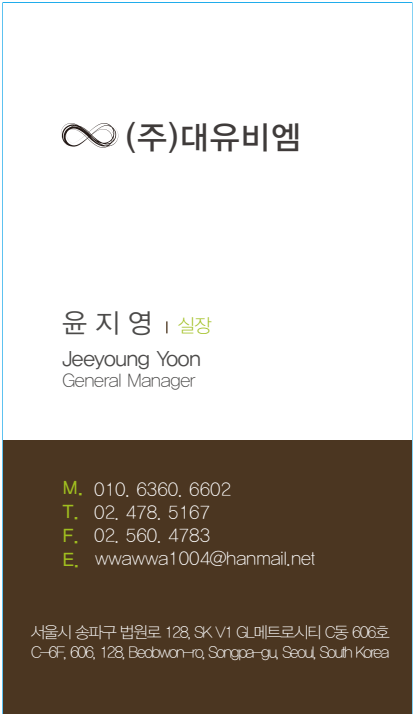 (주)대유비엠
윤 지 영 | 실장
Jeeyoung Yoon
General Manager
M. 010. 6360. 6602
T. 02. 478. 5167
F. 02. 560. 4783
E. wwawwa1004@hanmail.net
서울시 송파구 법원로 128, SK V1 GL메트로시티 C동 606호
C-6F, 606, 128, Beobwon-ro, Songpa-gu, Seoul, South Korea